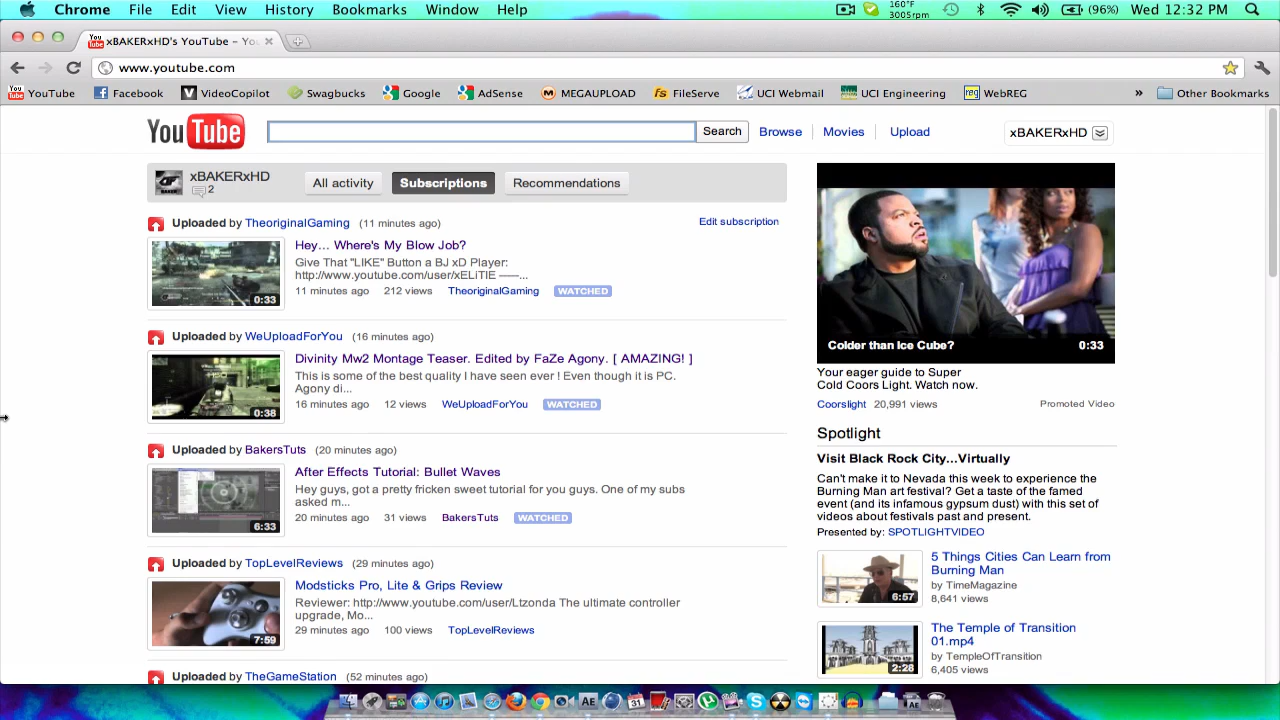 Chrome File Edit View History Bookmarks Window Help 160°F 3005rpm (96%) Wed 12:32 PM
You Tube xBAKERxHD's YouTube – Yo
www.youtube.com
YouTube Facebook VideoCopilot Swagbucks Google AdSense MEGAUPLOAD FileServe UCI Webmail UCI Engineering WebREG » Other Bookmarks
YouTube Search Browse Movies Upload xBAKERxHD
xBAKERxHD
2
All activity Subscriptions Recommendations
Uploaded by TheoriginalGaming (11 minutes ago) Edit subscription
Hey... Where's My Blow Job?
Give That "LIKE" Button a BJ xD Player:
http://www.youtube.com/user/xELiTIE —–...
11 minutes ago 212 views TheoriginalGaming WATCHED
0:33
Uploaded by WeUploadForYou (16 minutes ago)
Divinity Mw2 Montage Teaser. Edited by FaZe Agony. [ AMAZING! ]
This is some of the best quality I have seen ever ! Even though it is PC.
Agony di...
16 minutes ago 12 views WeUploadForYou WATCHED
0:38
Uploaded by BakersTuts (20 minutes ago)
After Effects Tutorial: Bullet Waves
Hey guys, got a pretty fricken sweet tutorial for you guys. One of my subs
asked m...
20 minutes ago 31 views BakersTuts WATCHED
6:33
Uploaded by TopLevelReviews (29 minutes ago)
Modsticks Pro, Lite & Grips Review
Reviewer: http://www.youtube.com/user/Ltzonda The ultimate controller
upgrade, Mo...
29 minutes ago 100 views TopLevelReviews
7:59
Uploaded by TheGameStation (52 minutes ago)
Colder than Ice Cube? 0:33
Your eager guide to Super
Cold Coors Light. Watch now.
Coorslight 20,991 views Promoted Video
Spotlight
Visit Black Rock City...Virtually
Can't make it to Nevada this week to experience the
Burning Man art festival? Get a taste of the famed
event (and its infamous gypsum dust) with this set of
videos about festivals past and present.
Presented by: SPOTLIGHTVIDEO
5 Things Cities Can Learn from
Burning Man
by TimeMagazine
8,641 views
6:57
The Temple of Transition
01.mp4
by TempleOfTransition
6,405 views
2:28